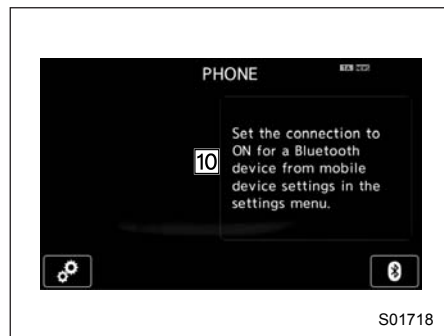 PHONE
10
Set the connection to
ON for a Bluetooth
device from mobile
device settings in the
settings menu.
S01718